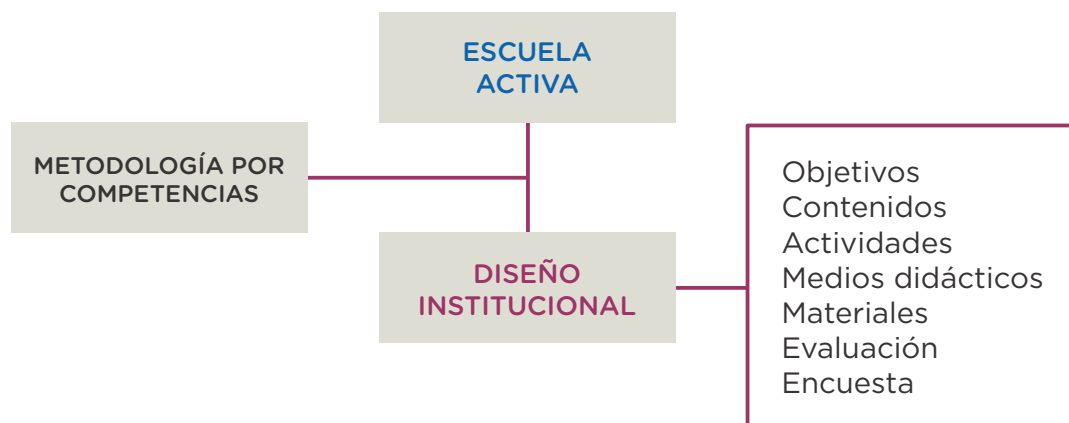 ESCUELA
ACTIVA
METODOLOGÍA POR
COMPETENCIAS
DISEÑO
INSTITUCIONAL
Objetivos
Contenidos
Actividades
Medios didácticos
Materiales
Evaluación
Encuesta